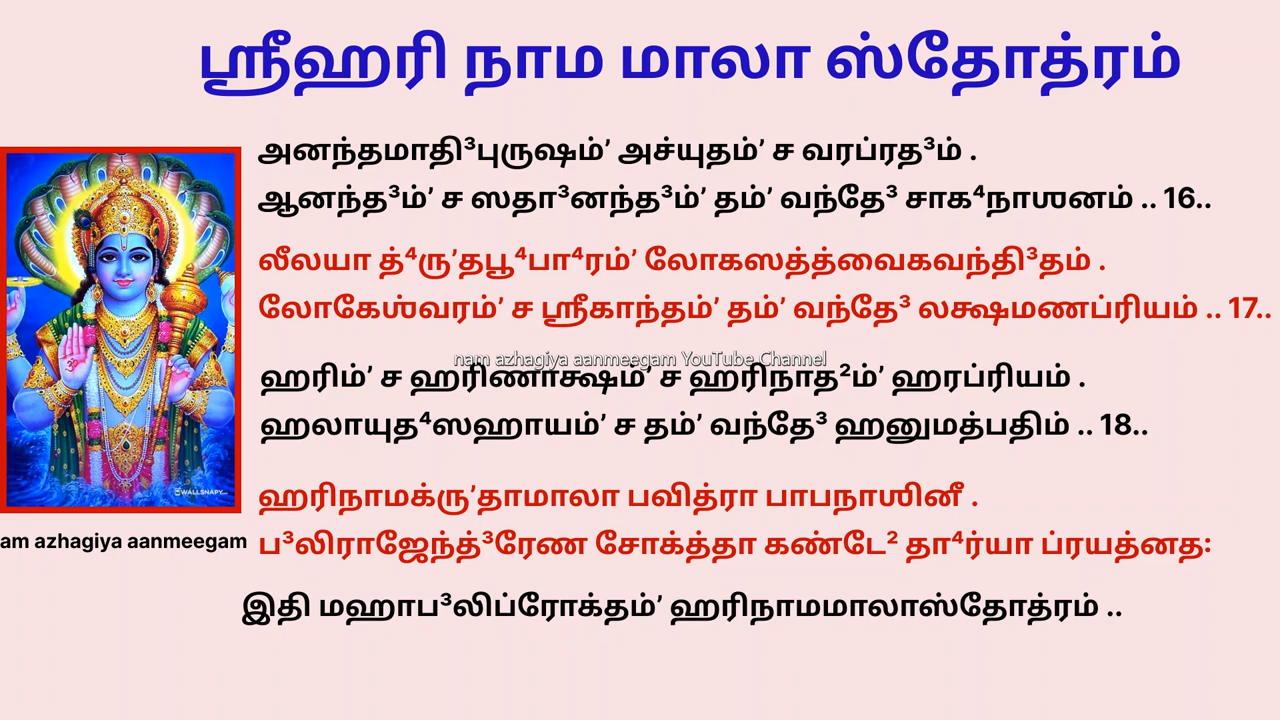 ஸ்ரீஹரி நாம மாலா ஸ்தோத்ரம்
அனந்தமாதி³புருஷம்’ அச்யுதம்’ ச வரப்ரத³ம் .
ஆனந்த³ம்’ ச ஸதா³னந்த³ம்’ தம்’ வந்தே³ சாக⁴நாஶனம் .. 16..
லீலயா த்⁴ரு’தபூ⁴பா⁴ரம்’ லோகஸத்த்வைகவந்தி³தம் .
லோகேஶ்வரம்’ ச ஸ்ரீகாந்தம்’ தம்’ வந்தே³ லக்ஷமணப்ரியம் .. 17..
nam azhagiya aanmeegam YouTube Channel
ஹரிம்’ ச ஹரிணாக்ஷம்’ ச ஹரிநாத²ம்’ ஹரப்ரியம் .
ஹலாயுத⁴ஸஹாயம்’ ச தம்’ வந்தே³ ஹனுமத்பதிம் .. 18..
WALLSNAPY
ஹரிநாமக்ரு’தாமாலா பவித்ரா பாபநாஶினீ .
am azhagiya aanmeegam
ப³லிராஜேந்த்³ரேண சோக்த்தா கண்டே² தா⁴ர்யா ப்ரயத்னத:
இதி மஹாப³லிப்ரோக்தம்’ ஹரிநாமமாலாஸ்தோத்ரம் ..